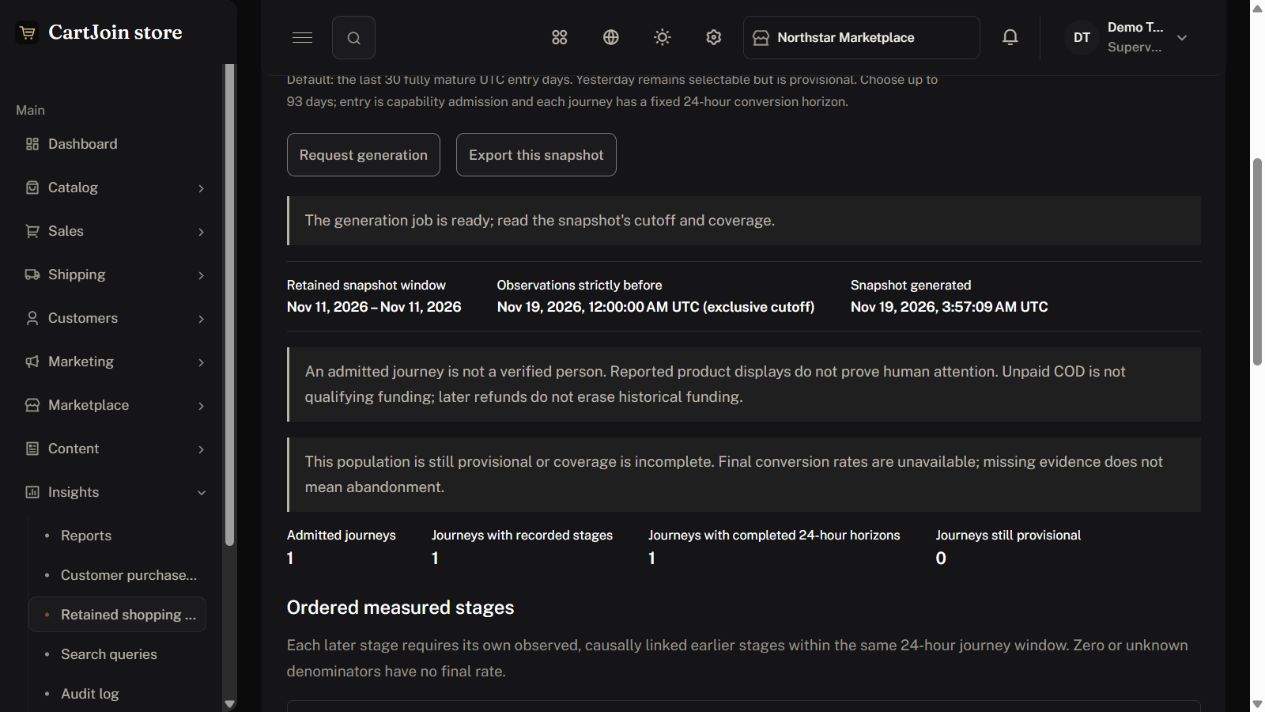 CartJoin store
Main
Dashboard
Catalog
Sales
Shipping
Customers
Marketing
Marketplace
Content
Insights
Reports
Customer purchase...
Retained shopping ...
Search queries
Audit log
Northstar Marketplace
DT
Demo T...
Superv...
Default: the last 30 fully mature UTC entry days. Yesterday remains selectable but is provisional. Choose up to
93 days; entry is capability admission and each journey has a fixed 24-hour conversion horizon.
Request generation
Export this snapshot
The generation job is ready; read the snapshot's cutoff and coverage.
Retained snapshot window
Nov 11, 2026 – Nov 11, 2026
Observations strictly before
Nov 19, 2026, 12:00:00 AM UTC (exclusive cutoff)
Snapshot generated
Nov 19, 2026, 3:57:09 AM UTC
An admitted journey is not a verified person. Reported product displays do not prove human attention. Unpaid COD is not
qualifying funding; later refunds do not erase historical funding.
This population is still provisional or coverage is incomplete. Final conversion rates are unavailable; missing evidence does not
mean abandonment.
Admitted journeys
1
Journeys with recorded stages
1
Journeys with completed 24-hour horizons
1
Journeys still provisional
0
Ordered measured stages
Each later stage requires its own observed, causally linked earlier stages within the same 24-hour journey window. Zero or unknown
denominators have no final rate.